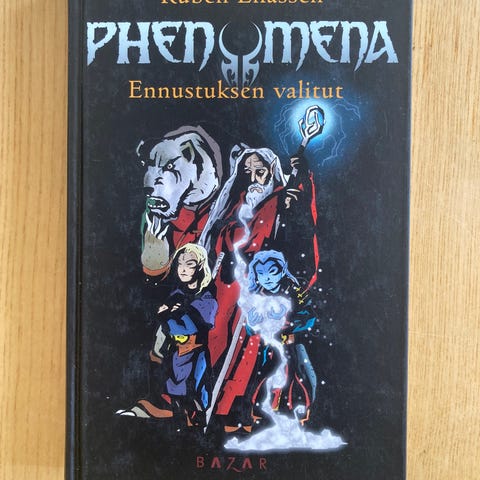 Ruben Eliassen
PHENOMENA
Ennustuksen valitut
BAZAR